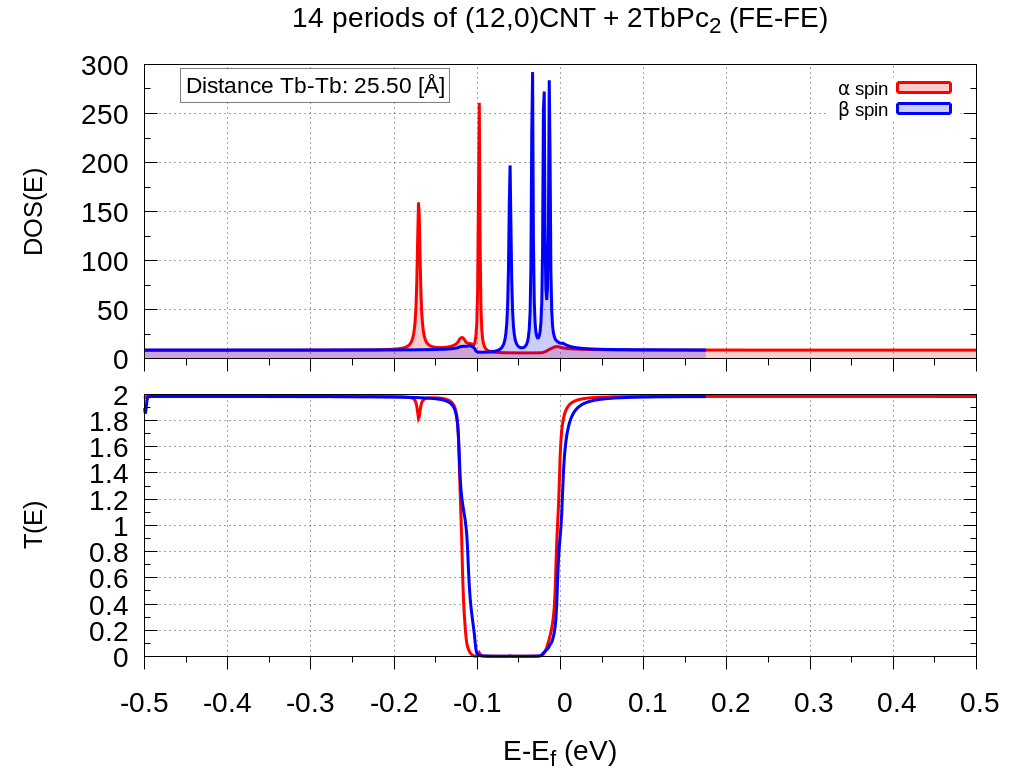 14 periods of (12,0)CNT + 2TbPc2 (FE-FE)
Distance Tb-Tb: 25.50 [Å]
α spin
β spin
DOS(E)
300
250
200
150
100
50
0
T(E)
2
1.8
1.6
1.4
1.2
1
0.8
0.6
0.4
0.2
0
-0.5 -0.4 -0.3 -0.2 -0.1 0 0.1 0.2 0.3 0.4 0.5
E-Ef (eV)